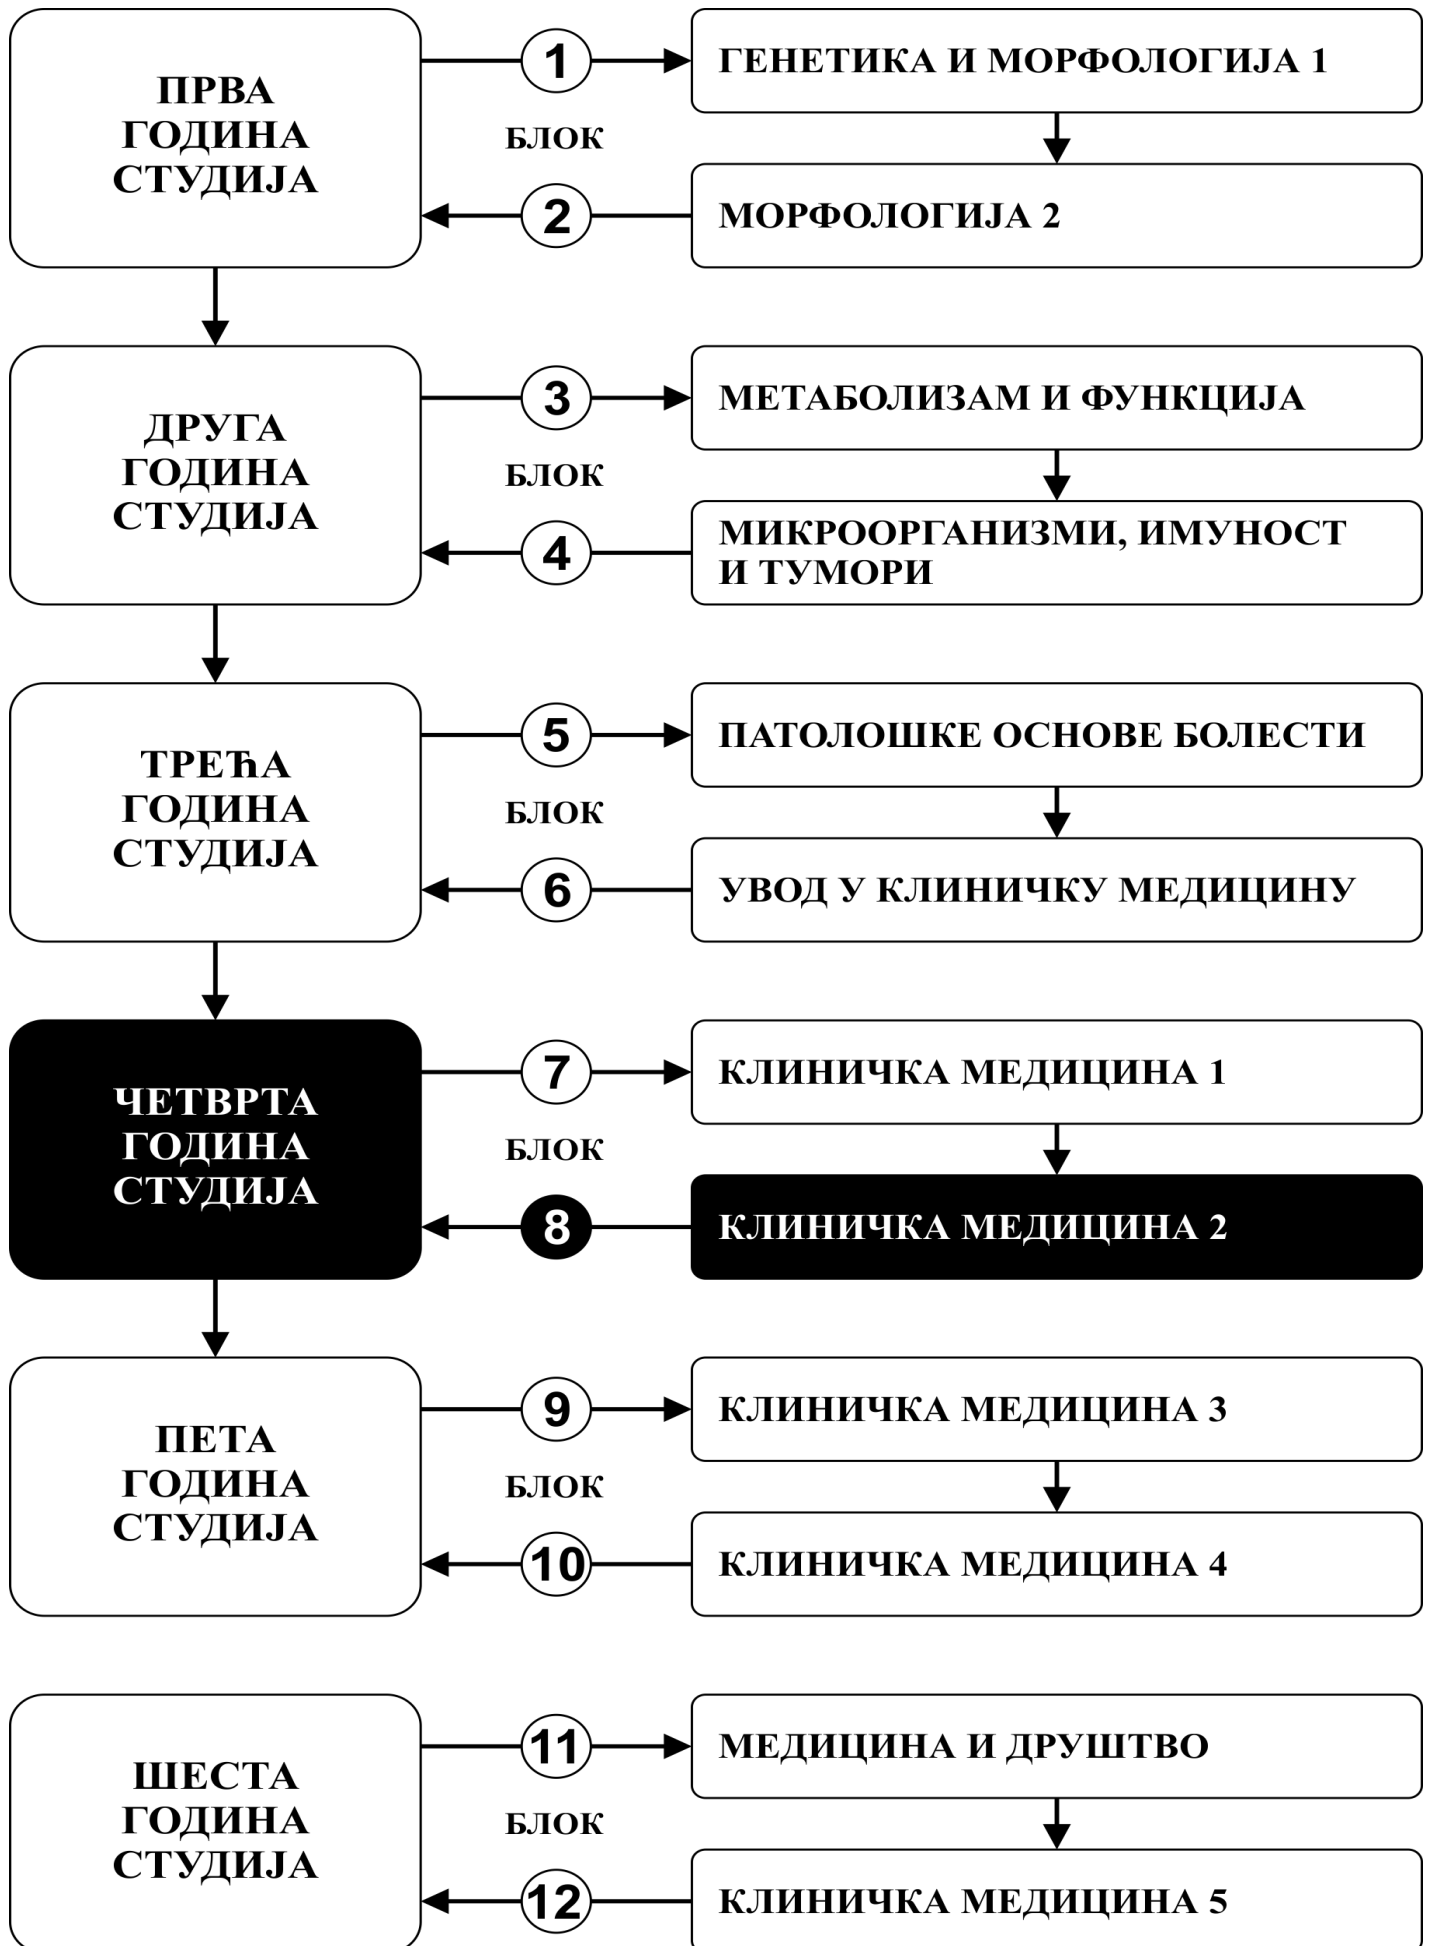 ПРВА
ГОДИНА
СТУДИЈА
1
БЛОК
2
ГЕНЕТИКА И МОРФОЛОГИЈА 1
МОРФОЛОГИЈА 2
ДРУГА
ГОДИНА
СТУДИЈА
3
БЛОК
4
МЕТАБОЛИЗАМ И ФУНКЦИЈА
МИКРООРГАНИЗМИ, ИМУНОСТ
И ТУМОРИ
ТРЕЋА
ГОДИНА
СТУДИЈА
5
БЛОК
6
ПАТОЛОШКЕ ОСНОВЕ БОЛЕСТИ
УВОД У КЛИНИЧКУ МЕДИЦИНУ
ЧЕТВРТА
ГОДИНА
СТУДИЈА
7
БЛОК
8
КЛИНИЧКА МЕДИЦИНА 1
КЛИНИЧКА МЕДИЦИНА 2
ПЕТА
ГОДИНА
СТУДИЈА
9
БЛОК
10
КЛИНИЧКА МЕДИЦИНА 3
КЛИНИЧКА МЕДИЦИНА 4
ШЕСТА
ГОДИНА
СТУДИЈА
11
БЛОК
12
МЕДИЦИНА И ДРУШТВО
КЛИНИЧКА МЕДИЦИНА 5